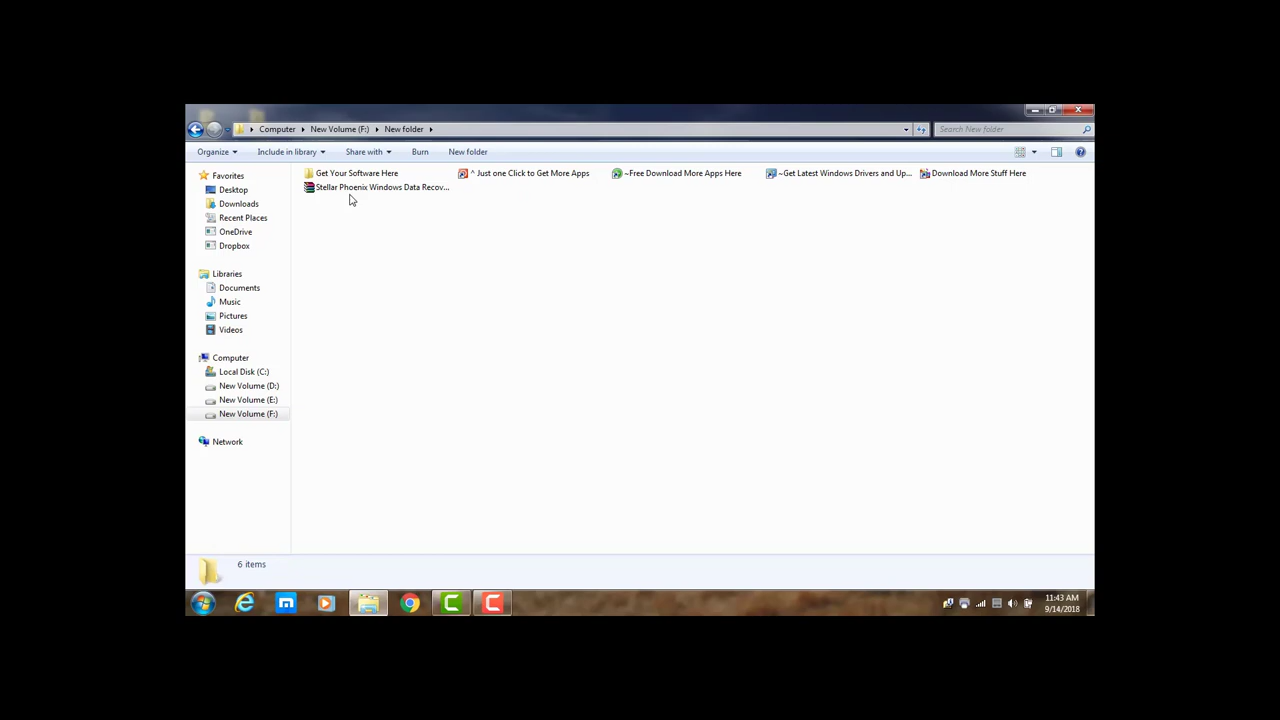 Computer New Volume (F:) New folder
Search New folder
Organize Include in library Share with Burn New folder
Favorites
Desktop
Downloads
Recent Places
OneDrive
Dropbox
Libraries
Documents
Music
Pictures
Videos
Computer
Local Disk (C:)
New Volume (D:)
New Volume (E:)
New Volume (F:)
Network
Get Your Software Here
^ Just one Click to Get More Apps
~Free Download More Apps Here
~Get Latest Windows Drivers and Up...
Download More Stuff Here
Stellar Phoenix Windows Data Recov...
6 items
11:43 AM
9/14/2018